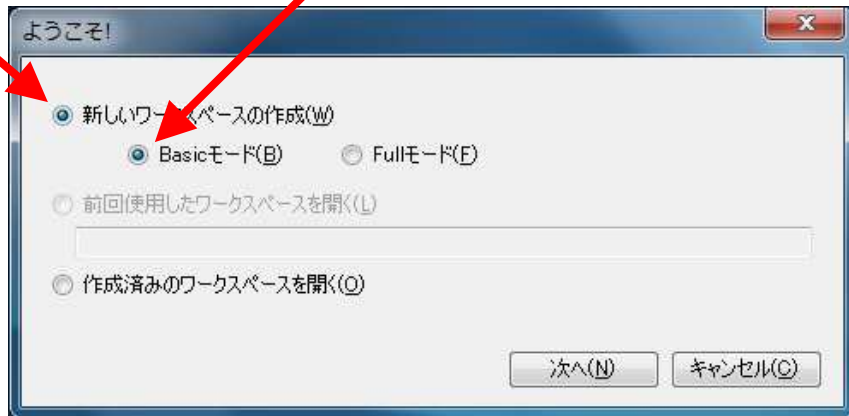 ようこそ!
新しいワークスペースの作成(W)
Basicモード(B) Fullモード(F)
前回使用したワークスペースを開く(L)
作成済みのワークスペースを開く(O)
次へ(N) キャンセル(C)